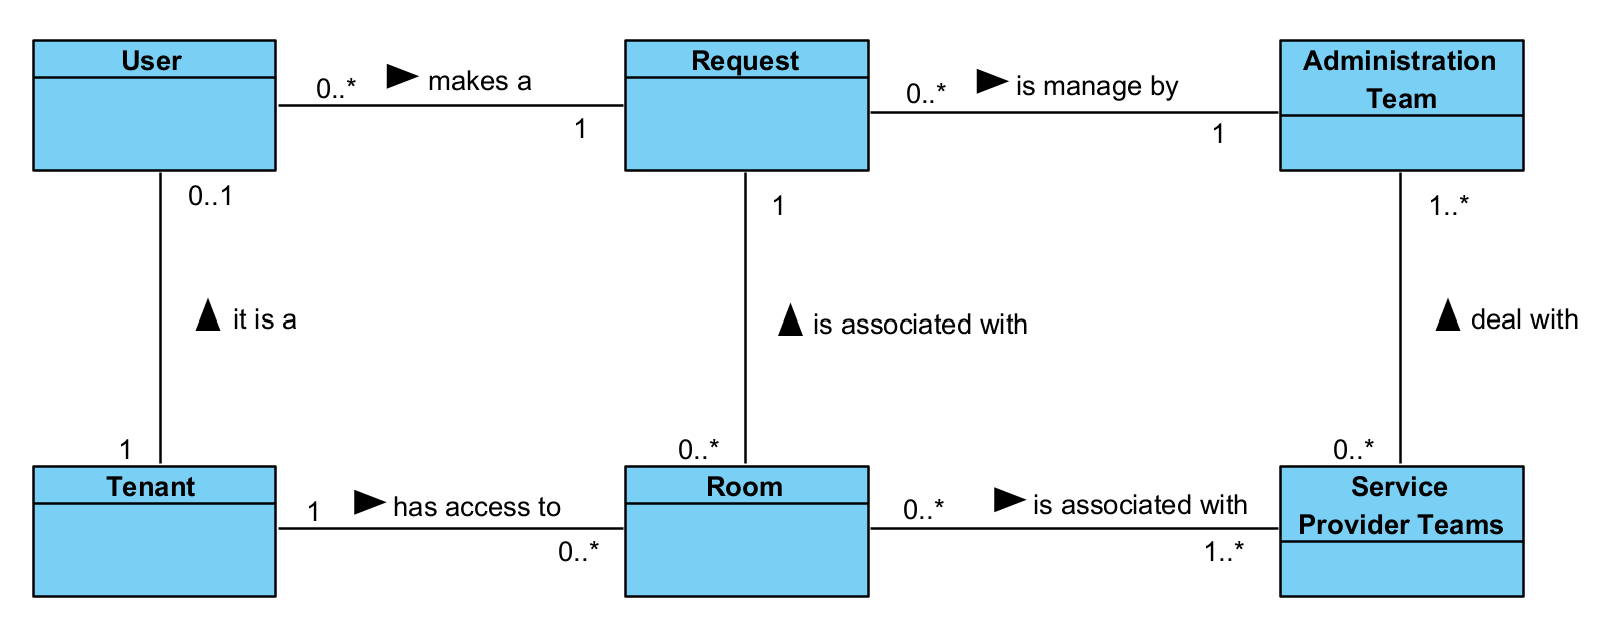 User
0..*
makes a
1
Request
0..*
is manage by
1
Administration
Team
0..1
1
1..*
it is a
is associated with
deal with
1
0..*
0..*
Tenant
1
has access to
0..*
Room
0..*
is associated with
1..*
Service
Provider Teams